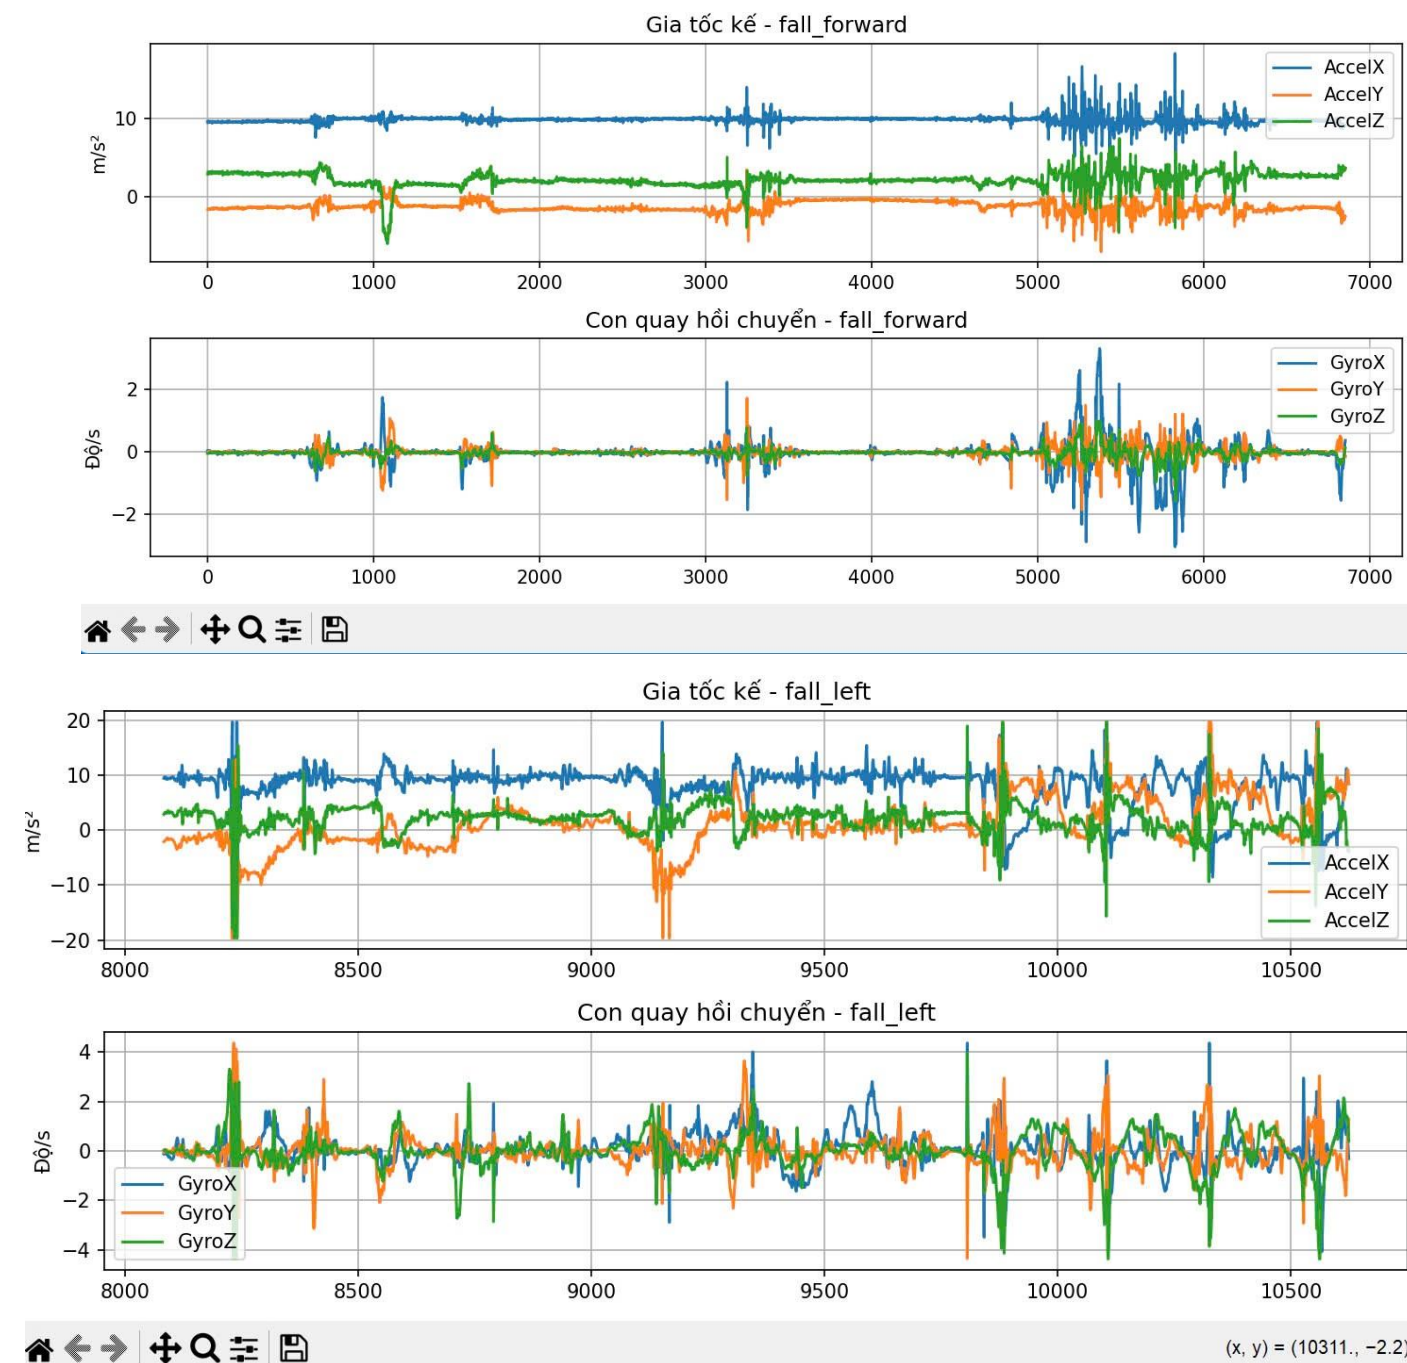 Gia tốc kế - fall_forward
10
0
m/s²
AccelX
AccelY
AccelZ
0 1000 2000 3000 4000 5000 6000 7000
Con quay hồi chuyển - fall_forward
2
0
−2
Độ/s
GyroX
GyroY
GyroZ
0 1000 2000 3000 4000 5000 6000 7000
Gia tốc kế - fall_left
20
10
0
−10
−20
m/s²
AccelX
AccelY
AccelZ
8000 8500 9000 9500 10000 10500
Con quay hồi chuyển - fall_left
4
2
0
−2
−4
Độ/s
GyroX
GyroY
GyroZ
8000 8500 9000 9500 10000 10500
(x, y) = (10311., −2.2)